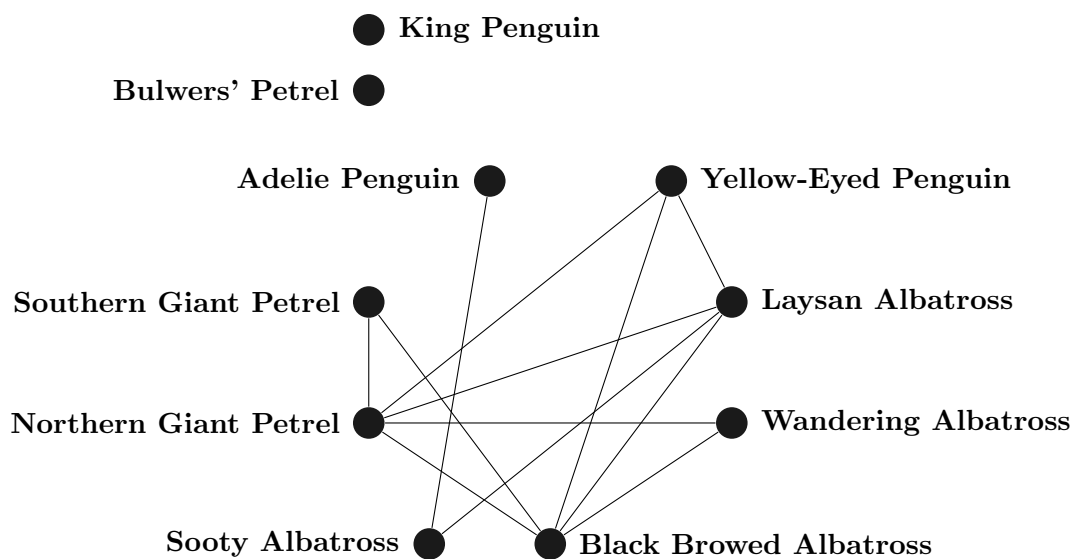 King Penguin
Bulwers' Petrel
Adelie Penguin
Yellow-Eyed Penguin
Southern Giant Petrel
Laysan Albatross
Northern Giant Petrel
Wandering Albatross
Sooty Albatross
Black Browed Albatross